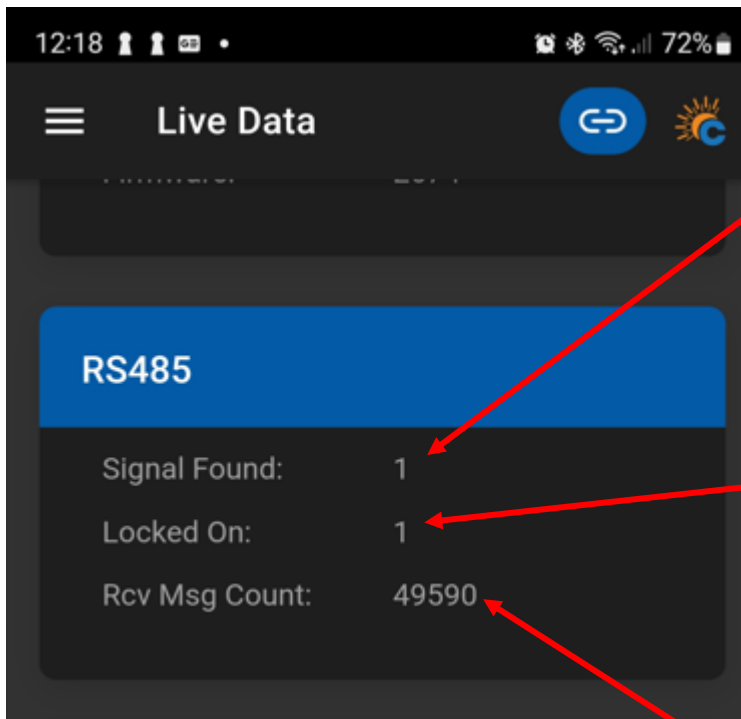 12:18 72%
Live Data
RS485
Signal Found: 1
Locked On: 1
Rcv Msg Count: 49590